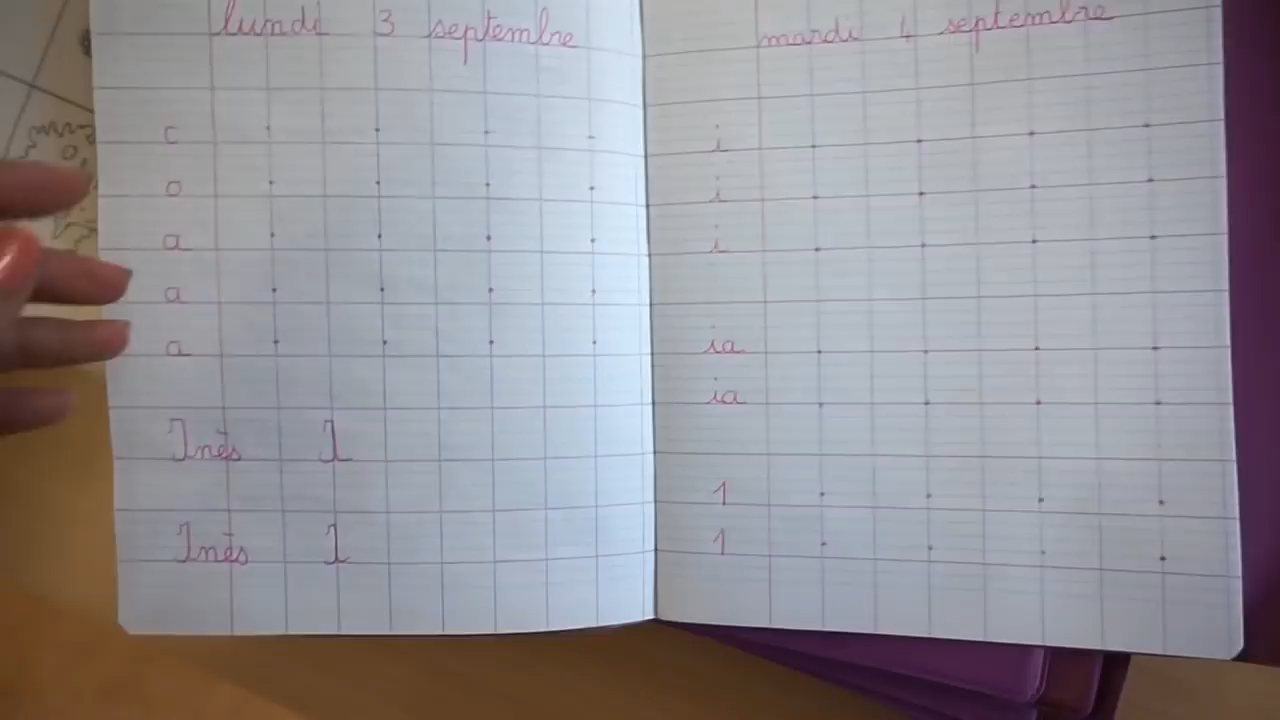 lundi 3 septembre
c
o
a
a
a
Inès I
Inès I
mardi 4 septembre
i
i
i
ia
ia
1
1